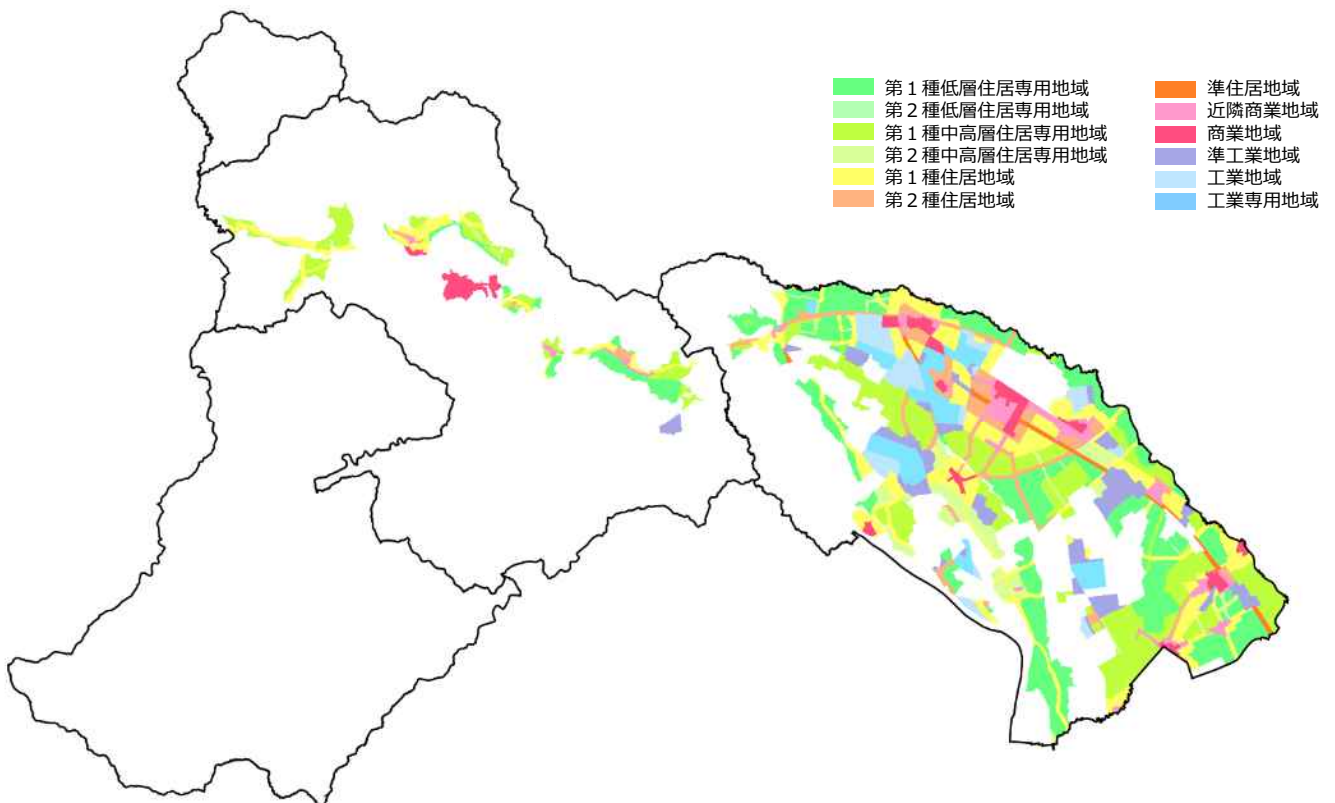 第１種低層住居専用地域
第２種低層住居専用地域
第１種中高層住居専用地域
第２種中高層住居専用地域
第１種住居地域
第２種住居地域
準住居地域
近隣商業地域
商業地域
準工業地域
工業地域
工業専用地域